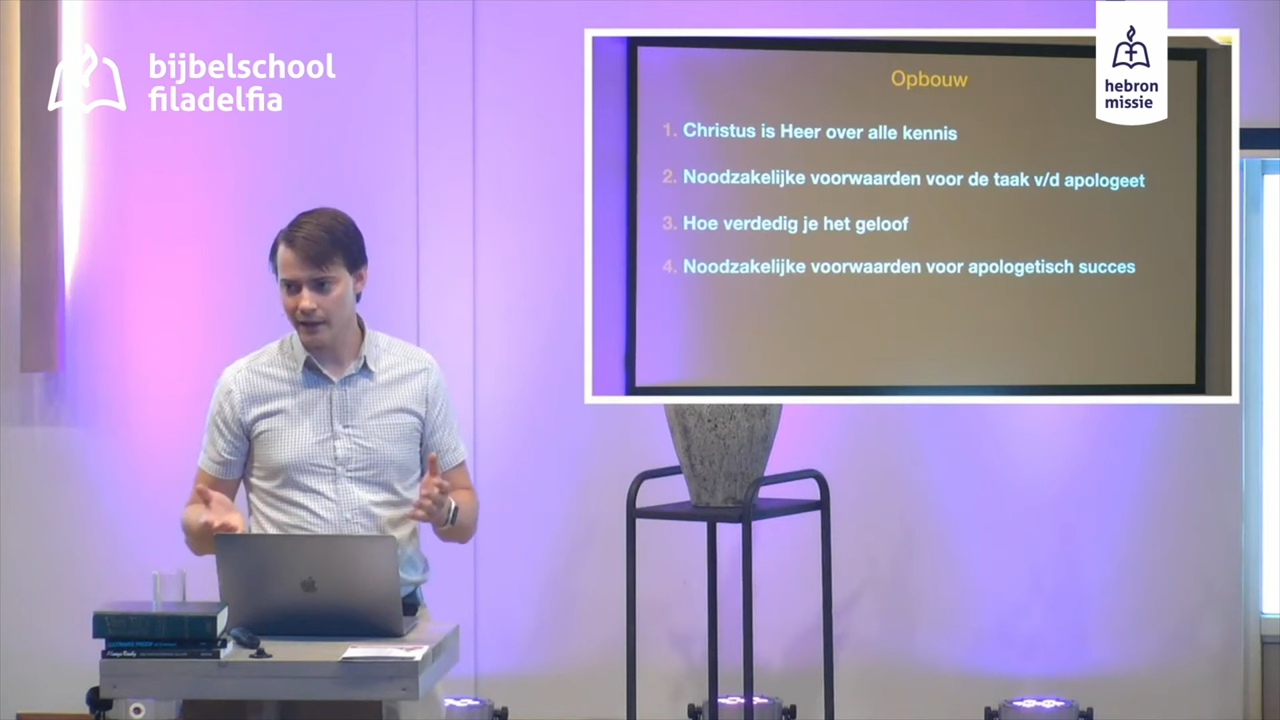 bijbelschool
filadelfia
hebron
missie
Opbouw
1. Christus is Heer over alle kennis
2. Noodzakelijke voorwaarden voor de taak v/d apologeet
3. Hoe verdedig je het geloof
4. Noodzakelijke voorwaarden voor apologetisch succes